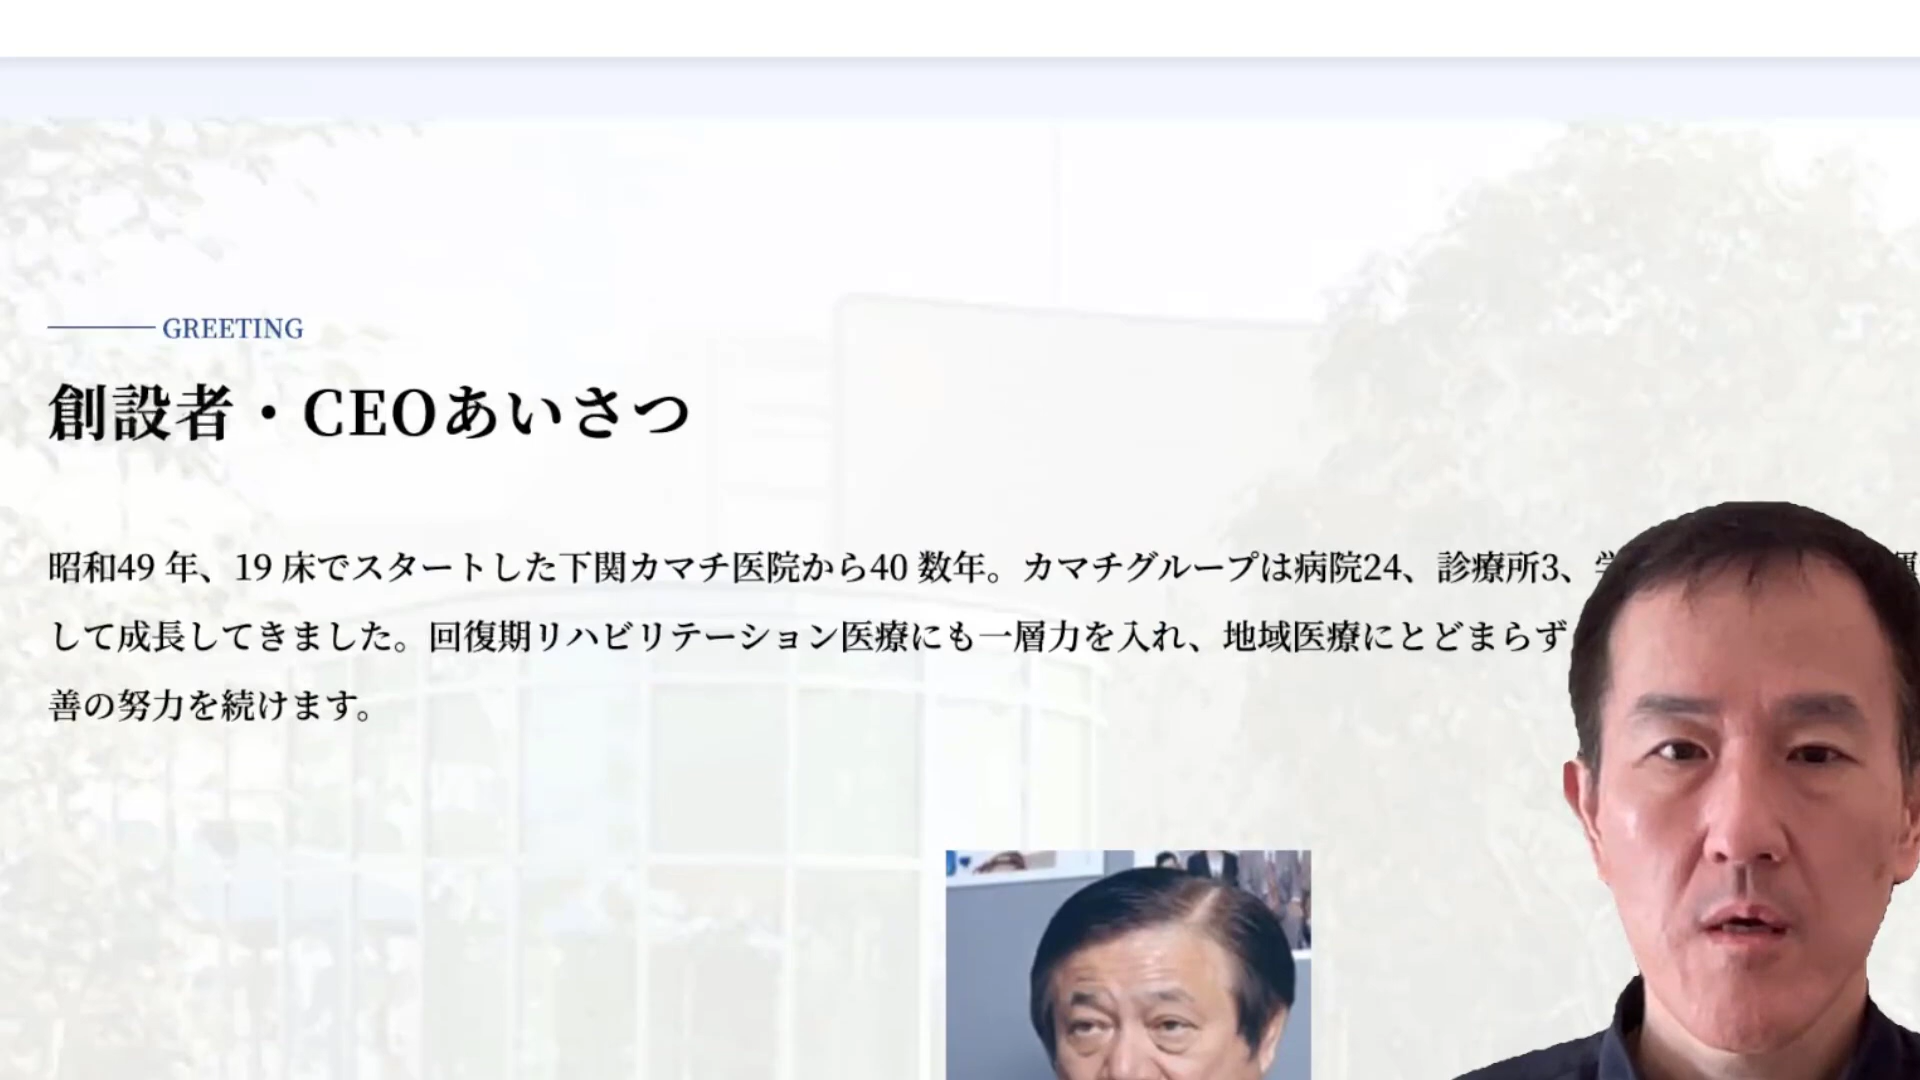 GREETING
創設者・CEOあいさつ
昭和49 年、19 床でスタートした下関カマチ医院から40 数年。カマチグループは病院24、診療所3、学
して成長してきました。回復期リハビリテーション医療にも一層力を入れ、地域医療にとどまらず
善の努力を続けます。